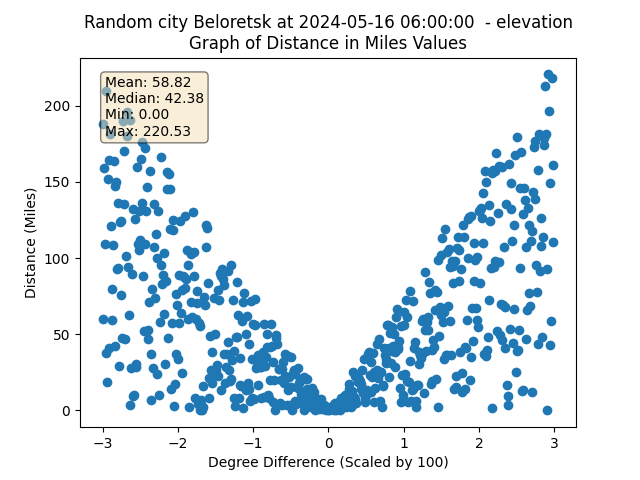 Random city Beloretsk at 2024-05-16 06:00:00  - elevation
Graph of Distance in Miles Values
Mean: 58.82
Median: 42.38
Min: 0.00
Max: 220.53
Distance (Miles)
200
150
100
50
0
−3 −2 −1 0 1 2 3
Degree Difference (Scaled by 100)